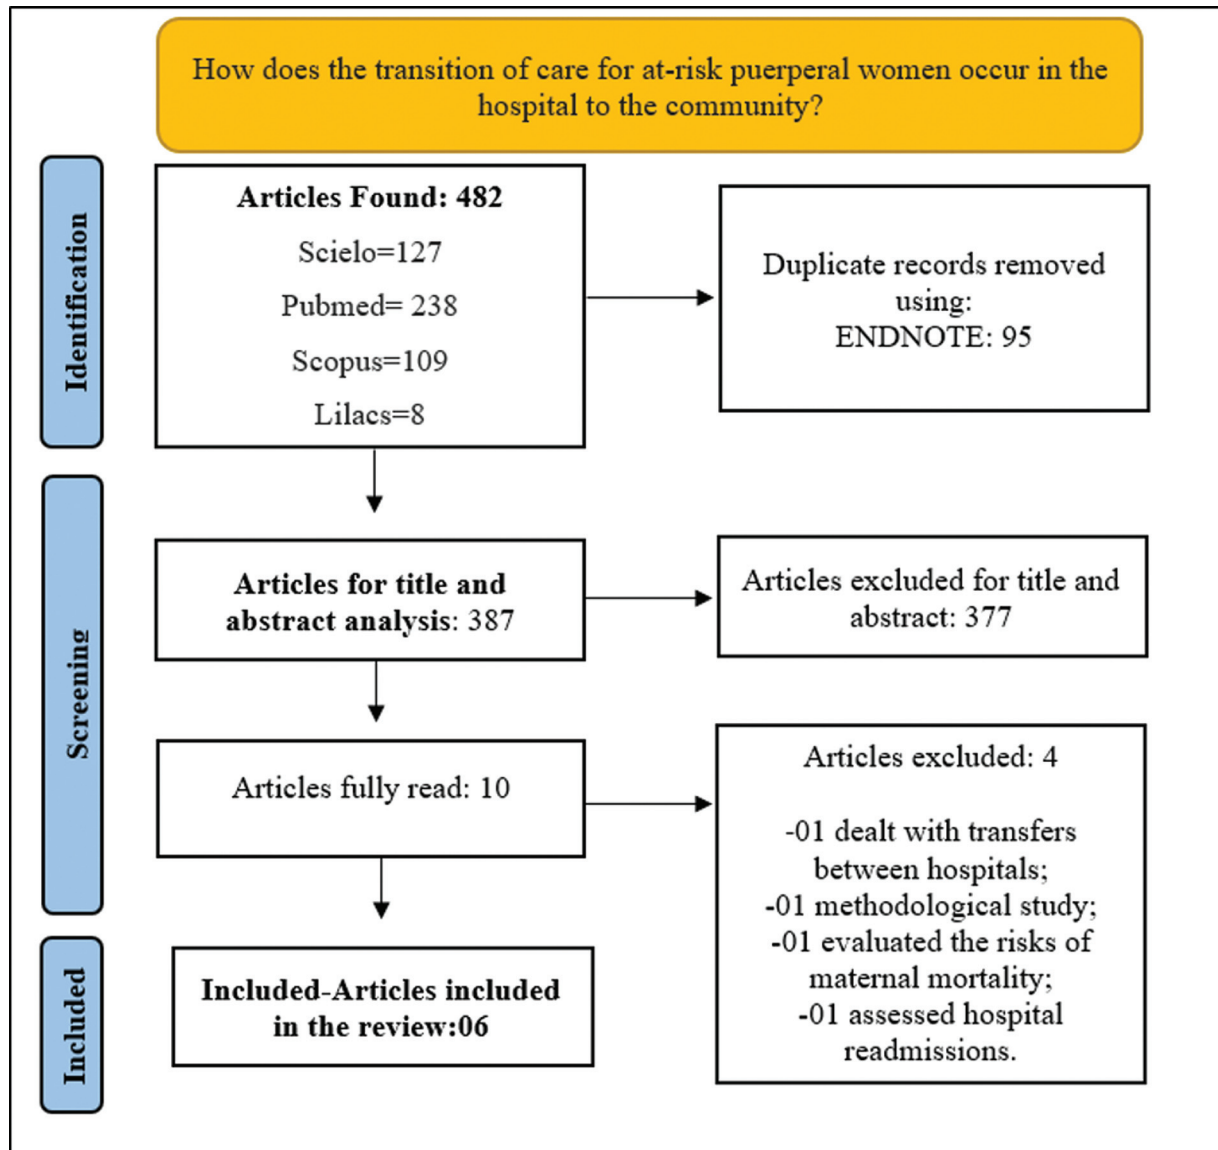 How does the transition of care for at-risk puerperal women occur in the
hospital to the community?
Identification
Articles Found: 482
Scielo=127
Pubmed= 238
Scopus=109
Lilacs=8
Duplicate records removed
using:
ENDNOTE: 95
Screening
Articles for title and
abstract analysis: 387
Articles excluded for title and
abstract: 377
Articles fully read: 10
Articles excluded: 4
-01 dealt with transfers
between hospitals;
-01 methodological study;
-01 evaluated the risks of
maternal mortality;
-01 assessed hospital
readmissions.
Included
Included-Articles included
in the review:06